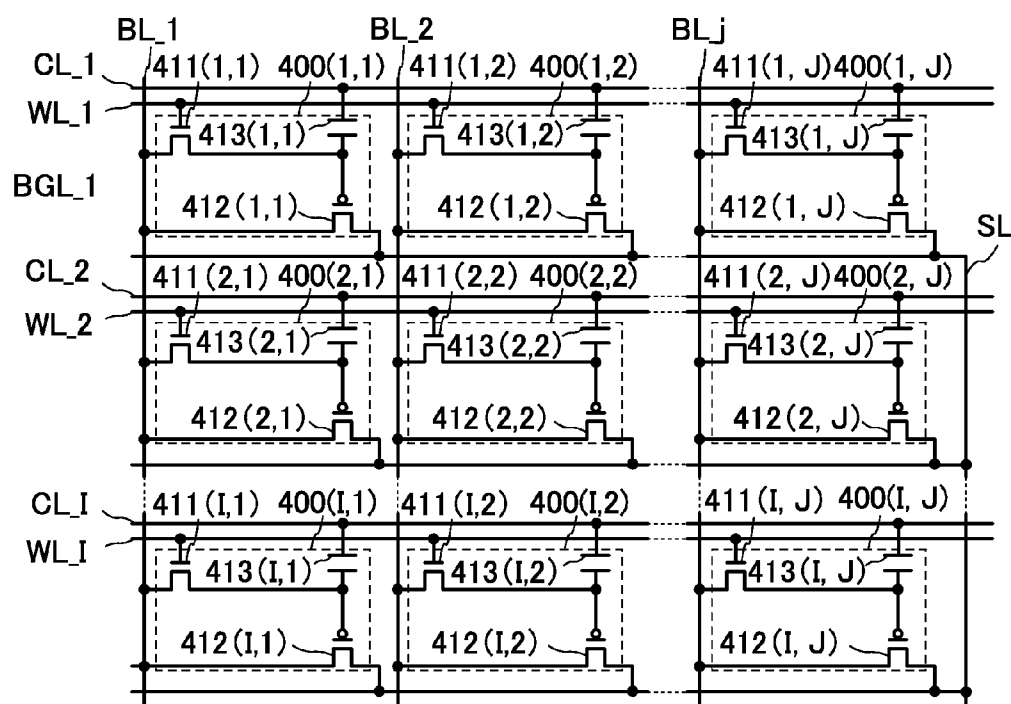 BL_1 BL_2 BL_j
CL_1 411(1,1) 400(1,1) 411(1,2) 400(1,2) 411(1, J) 400(1, J)
WL_1
413(1,1) 413(1,2) 413(1, J)
BGL_1
412(1,1) 412(1,2) 412(1, J)
SL
CL_2 411(2,1) 400(2,1) 411(2,2) 400(2,2) 411(2, J) 400(2, J)
WL_2
413(2,1) 413(2,2) 413(2, J)
412(2,1) 412(2,2) 412(2, J)
CL_I 411(I,1) 400(I,1) 411(I,2) 400(I,2) 411(I, J) 400(I, J)
WL_I
413(I,1) 413(I,2) 413(I, J)
412(I,1) 412(I,2) 412(I, J)